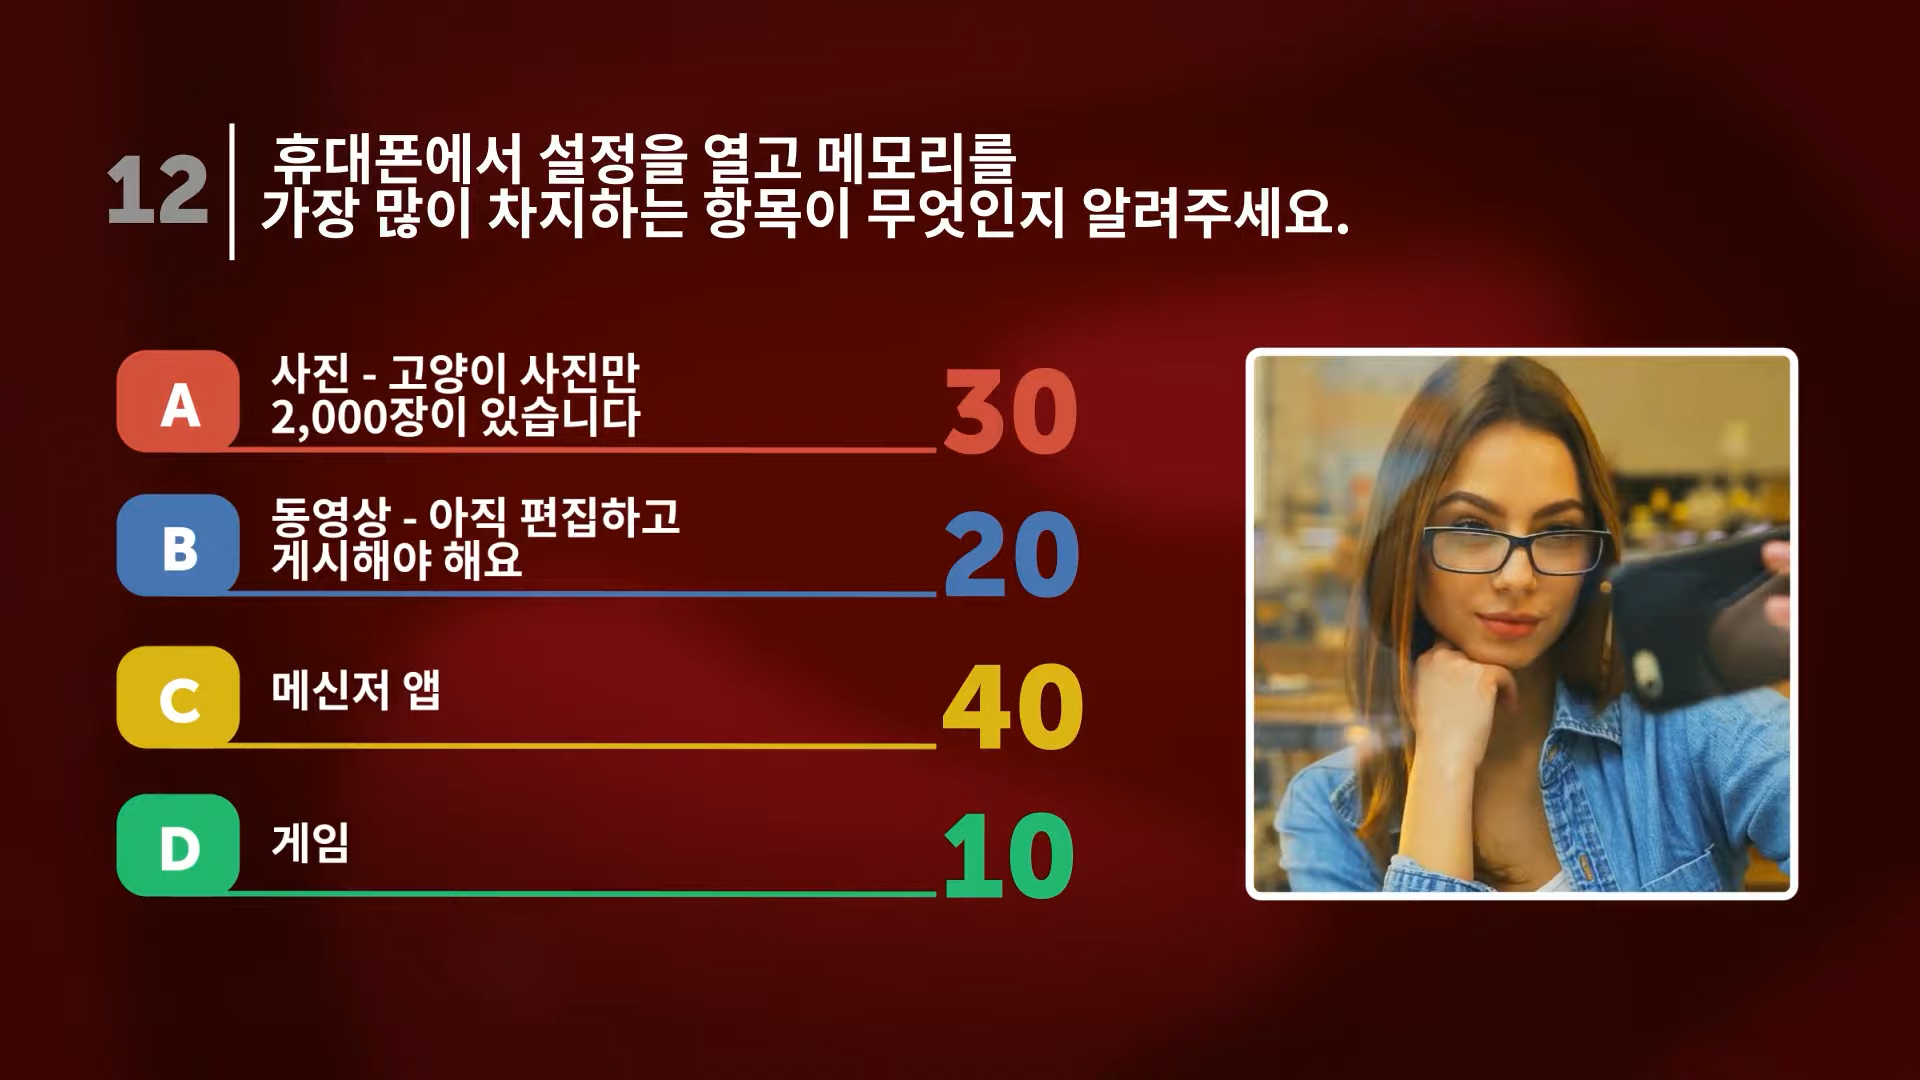 12
휴대폰에서 설정을 열고 메모리를
가장 많이 차지하는 항목이 무엇인지 알려주세요.
A
사진 - 고양이 사진만
2,000장이 있습니다
30
B
동영상 - 아직 편집하고
게시해야 해요
20
C
메신저 앱
40
D
게임
10